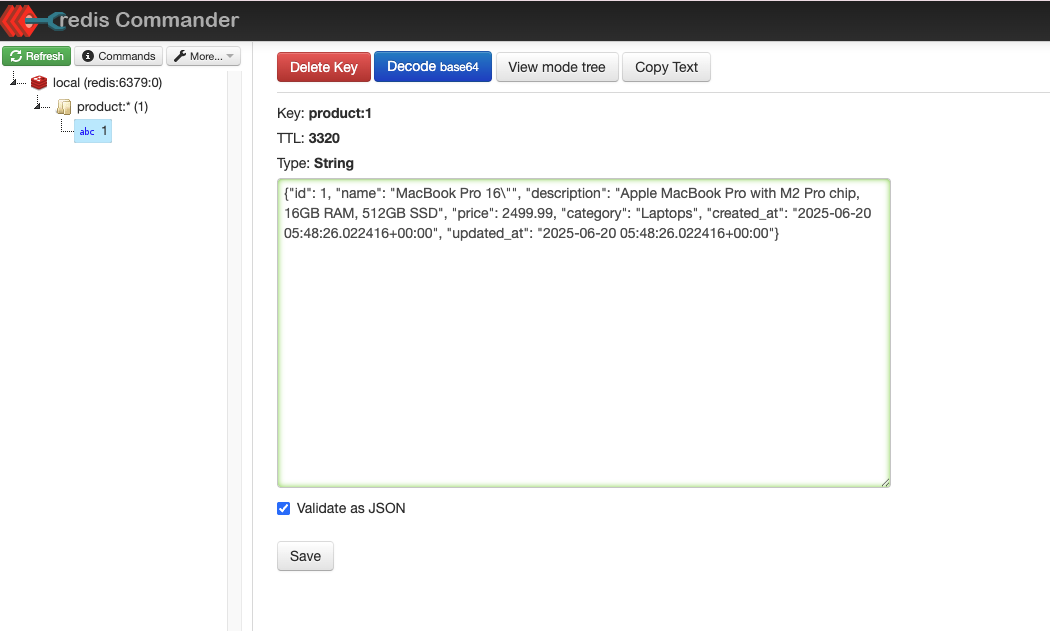 redis Commander
Refresh Commands More...
local (redis:6379:0)
product:* (1)
abc 1
Delete Key Decode base64 View mode tree Copy Text
Key: product:1
TTL: 3320
Type: String
{"id": 1, "name": "MacBook Pro 16\"", "description": "Apple MacBook Pro with M2 Pro chip,
16GB RAM, 512GB SSD", "price": 2499.99, "category": "Laptops", "created_at": "2025-06-20
05:48:26.022416+00:00", "updated_at": "2025-06-20 05:48:26.022416+00:00"}
Validate as JSON
Save